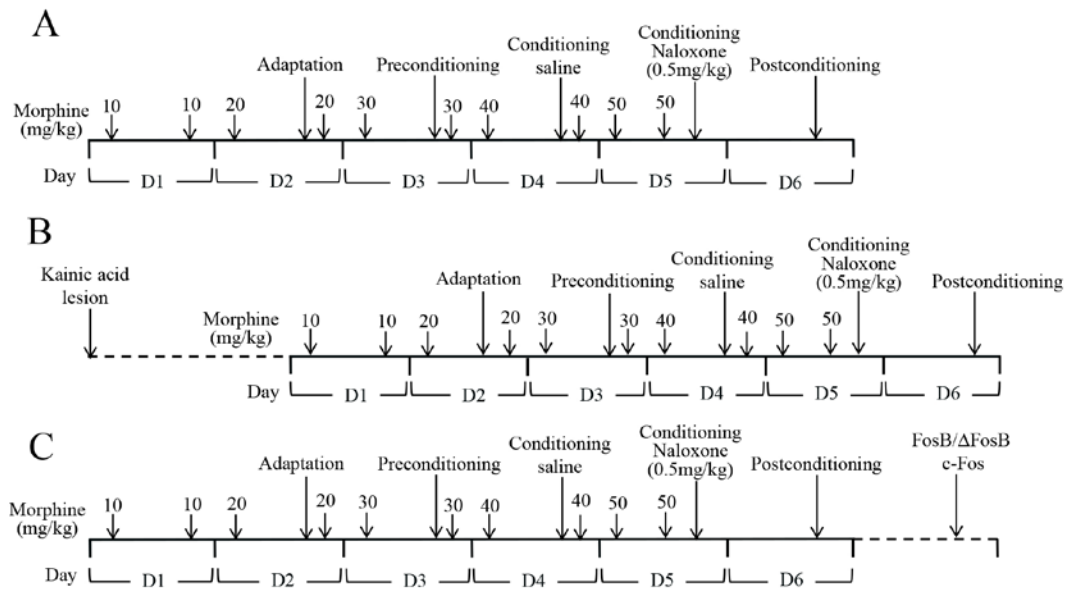 A
Conditioning
Conditioning Naloxone
Adaptation Preconditioning saline (0.5mg/kg) Postconditioning
Morphine 10 10 20 20 30 30 40 40 50 50
(mg/kg)
Day D1 D2 D3 D4 D5 D6
B
Conditioning
Kainic acid Conditioning Naloxone
lesion Adaptation Preconditioning saline (0.5mg/kg) Postconditioning
Morphine 10 10 20 20 30 30 40 40 50 50
(mg/kg)
Day D1 D2 D3 D4 D5 D6
C
Conditioning FosB/ΔFosB
Conditioning Naloxone c-Fos
Adaptation Preconditioning saline (0.5mg/kg) Postconditioning
Morphine 10 10 20 20 30 30 40 40 50 50
(mg/kg)
Day D1 D2 D3 D4 D5 D6